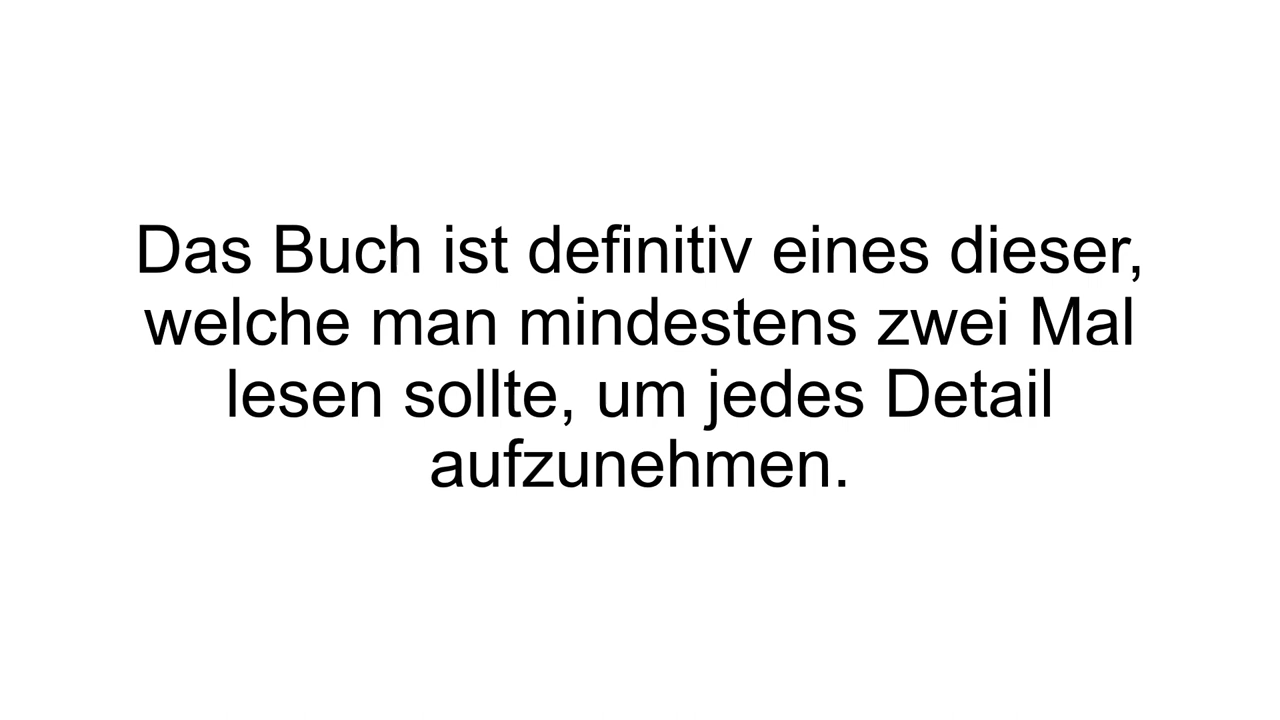 Das Buch ist definitiv eines dieser,
welche man mindestens zwei Mal
lesen sollte, um jedes Detail
aufzunehmen.